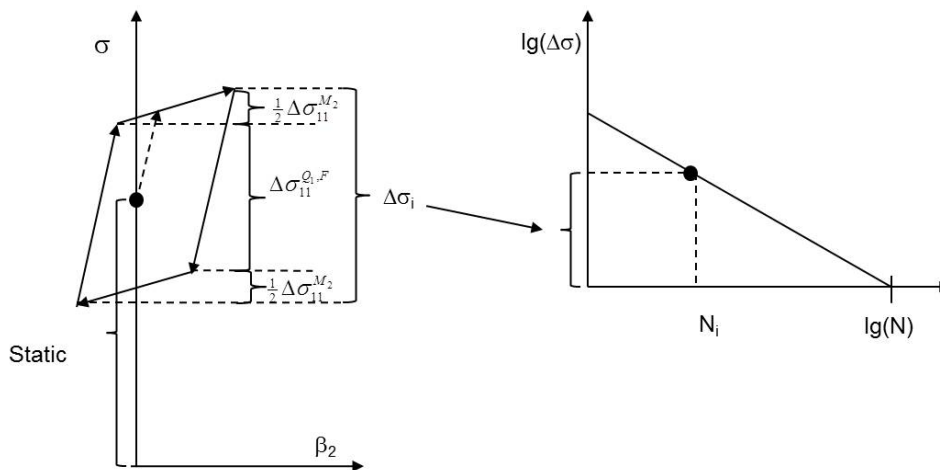 σ
½ Δσ₁₁^{M₂}
Δσ₁₁^{Q₁,F}
Δσᵢ
½ Δσ₁₁^{M₂}
Static
β₂
lg(Δσ)
Nᵢ
lg(N)